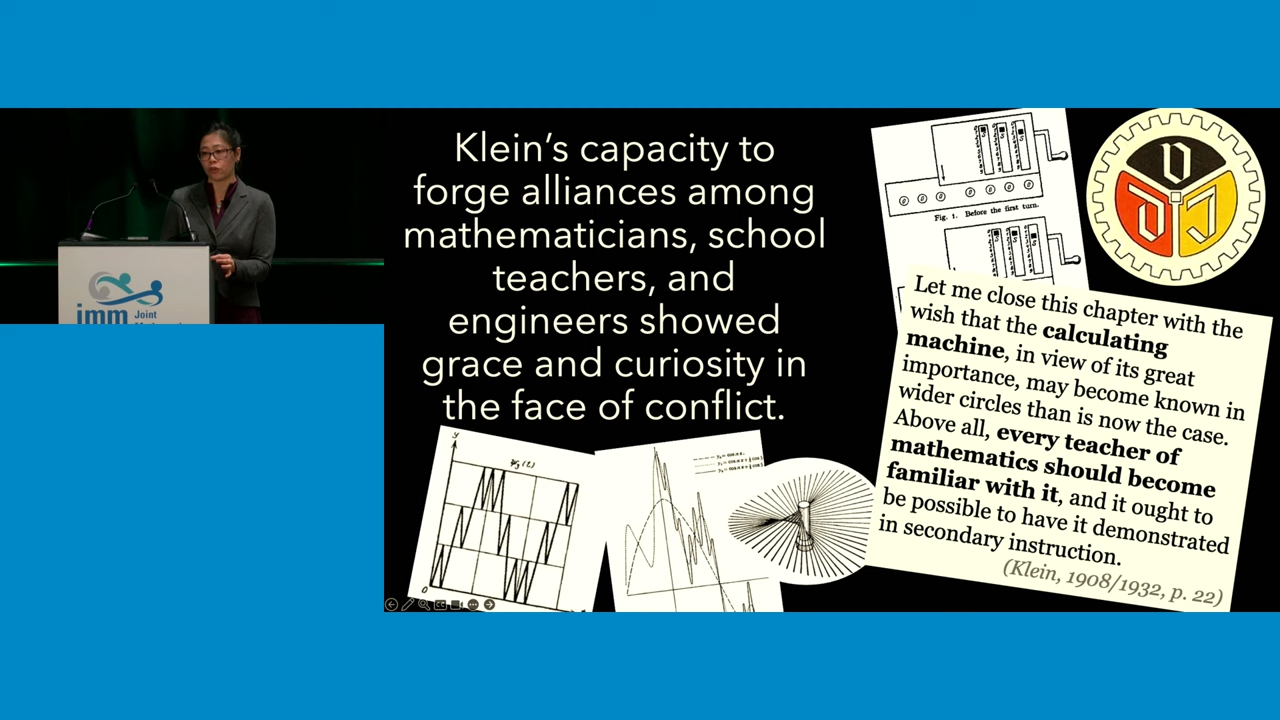 Klein’s capacity to
forge alliances among
mathematicians, school
teachers, and
engineers showed
grace and curiosity in
the face of conflict.
Fig. 1. Before the first turn.
Let me close this chapter with the
wish that the calculating
machine, in view of its great
importance, may become known in
wider circles than is now the case.
Above all, every teacher of
mathematics should become
familiar with it, and it ought to
be possible to have it demonstrated
in secondary instruction.
(Klein, 1908/1932, p. 22)
jmm Joint
V
D I
y
0